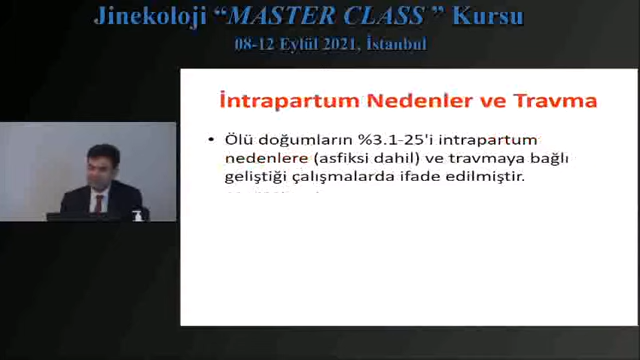 Jinekoloji “MASTER CLASS ” Kursu
08-12 Eylül 2021, İstanbul
İntrapartum Nedenler ve Travma
• Ölü doğumların %3.1-25'i intrapartum
nedenlere (asfiksi dahil) ve travmaya bağlı
geliştiği çalışmalarda ifade edilmiştir.